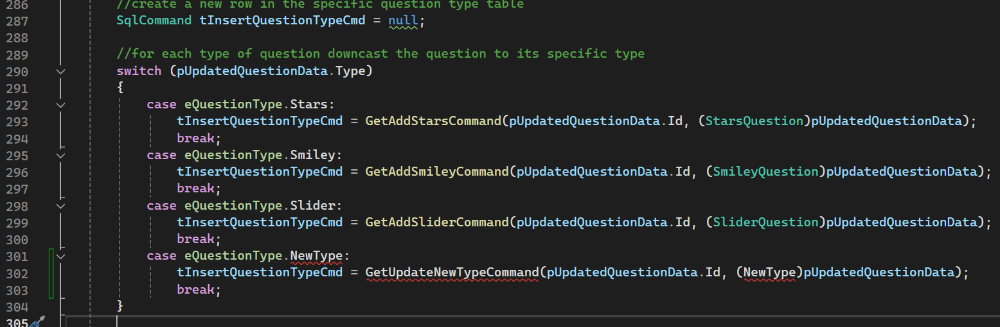 286 //create a new row in the specific question type table
287 SqlCommand tInsertQuestionTypeCmd = null;
288
289 //for each type of question downcast the question to its specific type
290 switch (pUpdatedQuestionData.Type)
291 {
292 case eQuestionType.Stars:
293 tInsertQuestionTypeCmd = GetAddStarsCommand(pUpdatedQuestionData.Id, (StarsQuestion)pUpdatedQuestionData);
294 break;
295 case eQuestionType.Smiley:
296 tInsertQuestionTypeCmd = GetAddSmileyCommand(pUpdatedQuestionData.Id, (SmileyQuestion)pUpdatedQuestionData);
297 break;
298 case eQuestionType.Slider:
299 tInsertQuestionTypeCmd = GetAddSliderCommand(pUpdatedQuestionData.Id, (SliderQuestion)pUpdatedQuestionData);
300 break;
301 case eQuestionType.NewType:
302 tInsertQuestionTypeCmd = GetUpdateNewTypeCommand(pUpdatedQuestionData.Id, (NewType)pUpdatedQuestionData);
303 break;
304 }
305